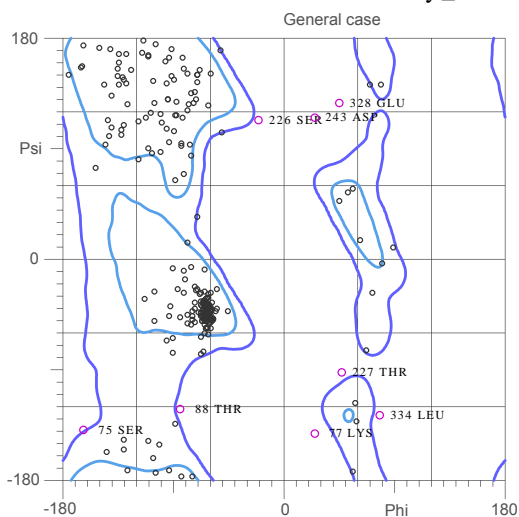 General case
180
328 GLU
226 SER
243 ASP
Psi
0
227 THR
88 THR
334 LEU
75 SER
77 LYS
-180
-180
0
Phi
180